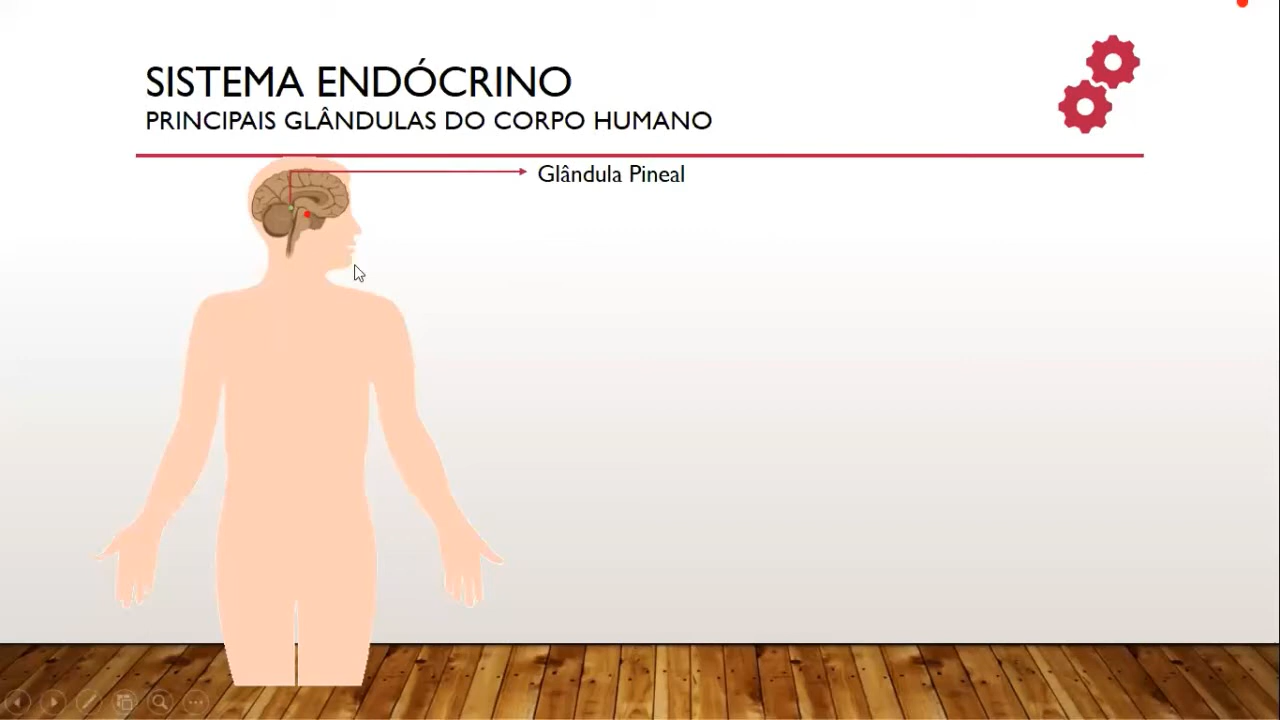 SISTEMA ENDÓCRINO
PRINCIPAIS GLÂNDULAS DO CORPO HUMANO
Glândula Pineal